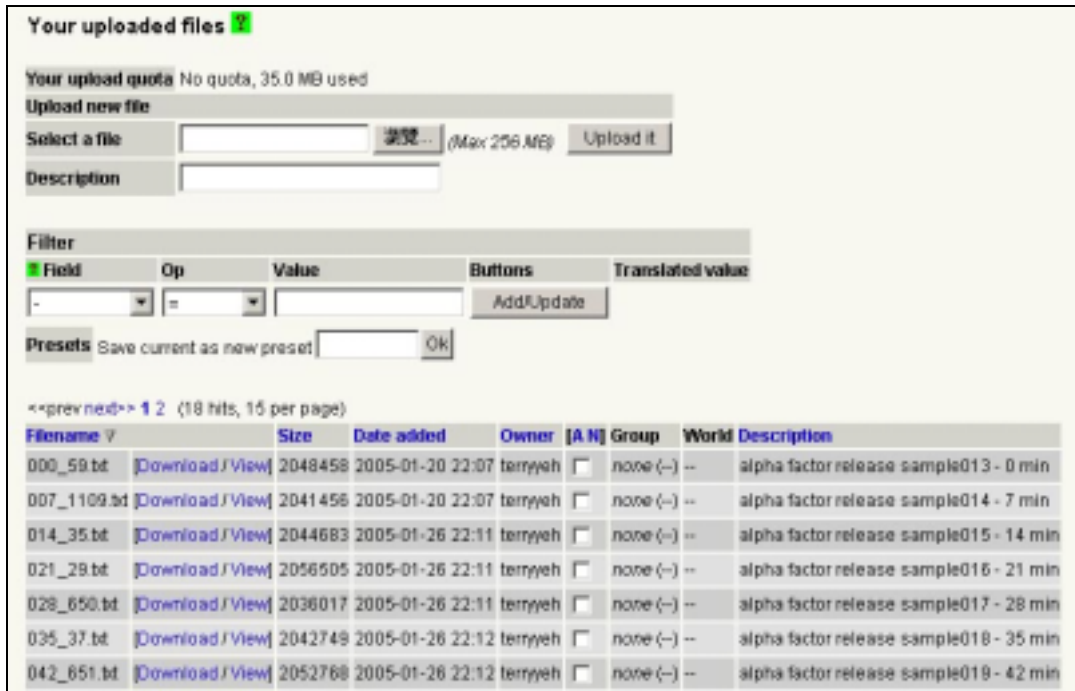 Your uploaded files ?
Your upload quota No quota, 35.0 MB used
Upload new file
Select a file 瀏覽... (Max 256 MB) Upload it
Description
Filter
? Field Op Value Buttons Translated value
- = Add/Update
Presets Save current as new preset Ok
<<prev next>> 1 2 (18 hits, 15 per page)
Filename Size Date added Owner [A N] Group World Description
000_59.txt [Download / View] 2048458 2005-01-20 22:07 terryyeh none (--) -- alpha factor release sample013 - 0 min
007_1109.txt [Download / View] 2041456 2005-01-20 22:07 terryyeh none (--) -- alpha factor release sample014 - 7 min
014_35.txt [Download / View] 2044683 2005-01-26 22:11 terryyeh none (--) -- alpha factor release sample015 - 14 min
021_29.txt [Download / View] 2056505 2005-01-26 22:11 terryyeh none (--) -- alpha factor release sample016 - 21 min
028_650.txt [Download / View] 2036017 2005-01-26 22:11 terryyeh none (--) -- alpha factor release sample017 - 28 min
035_37.txt [Download / View] 2042749 2005-01-26 22:12 terryyeh none (--) -- alpha factor release sample018 - 35 min
042_651.txt [Download / View] 2052768 2005-01-26 22:12 terryyeh none (--) -- alpha factor release sample019 - 42 min